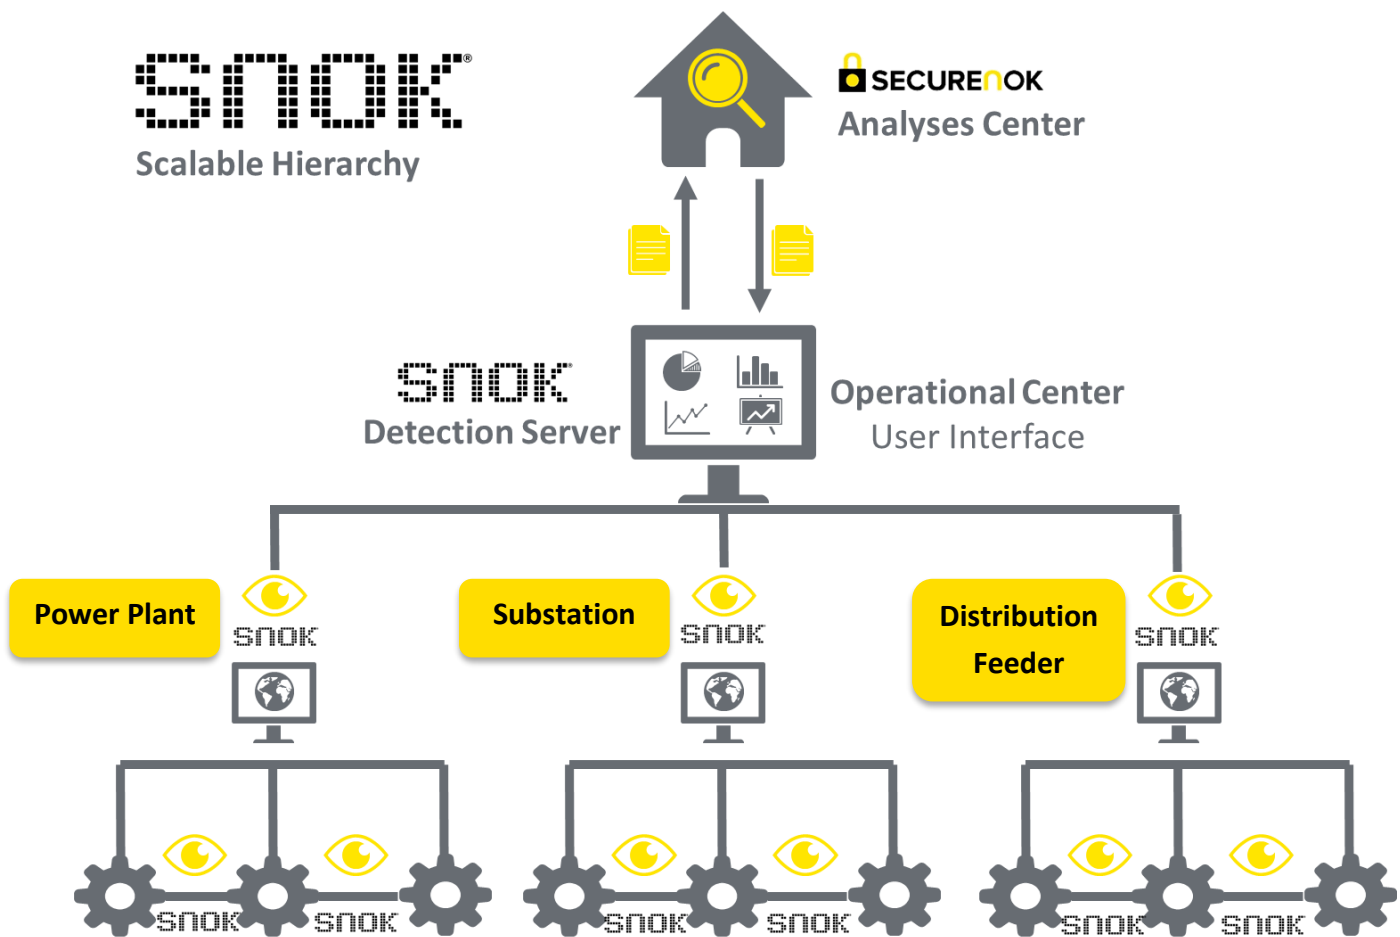 SNOK®
Scalable Hierarchy
SECURENOK
Analyses Center
SNOK
Detection Server
Operational Center
User Interface
Power Plant
SNOK
Substation
SNOK
Distribution
Feeder
SNOK
SNOK
SNOK
SNOK
SNOK
SNOK
SNOK